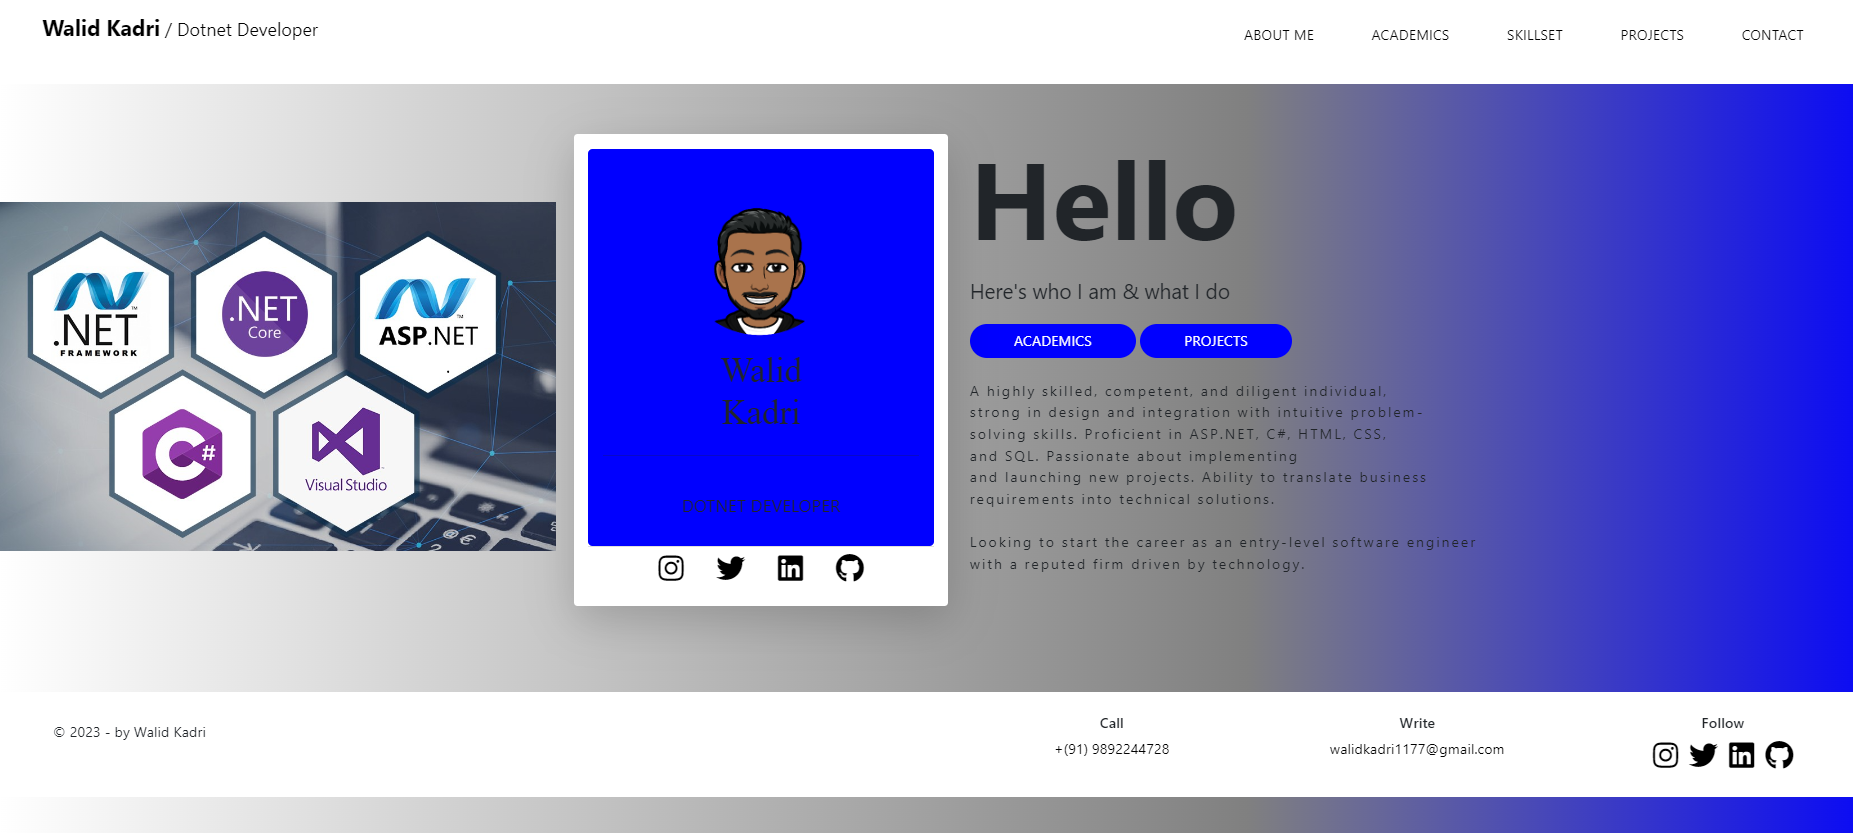 Walid Kadri / Dotnet Developer
ABOUT ME
ACADEMICS
SKILLSET
PROJECTS
CONTACT
.NET
FRAMEWORK
.NET
Core
ASP.NET
C#
Visual Studio
Walid
Kadri
DOTNET DEVELOPER
Hello
Here's who I am & what I do
ACADEMICS
PROJECTS
A highly skilled, competent, and diligent individual,
strong in design and integration with intuitive problem-
solving skills. Proficient in ASP.NET, C#, HTML, CSS,
and SQL. Passionate about implementing
and launching new projects. Ability to translate business
requirements into technical solutions.
Looking to start the career as an entry-level software engineer
with a reputed firm driven by technology.
© 2023 - by Walid Kadri
Call
+(91) 9892244728
Write
walidkadri1177@gmail.com
Follow